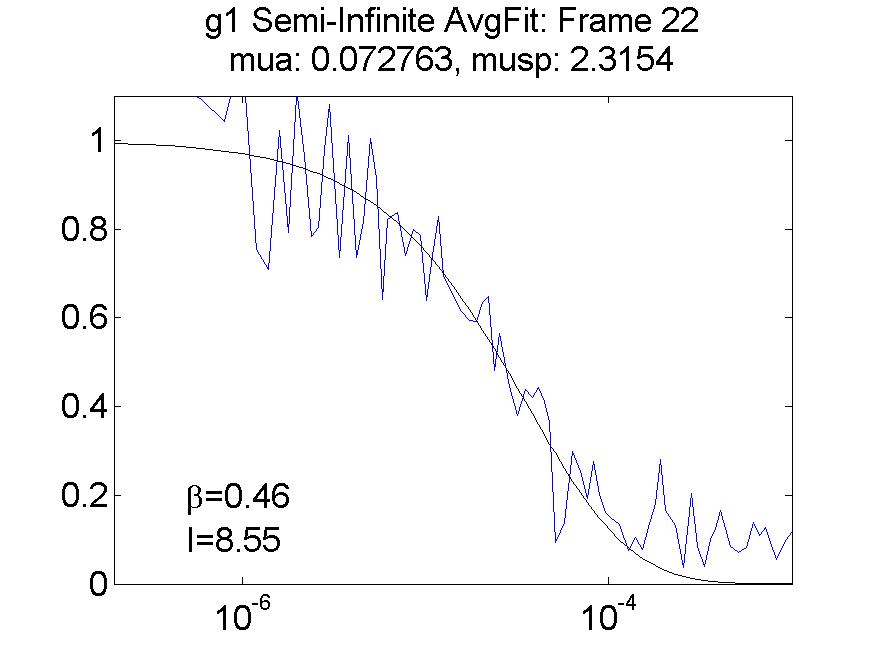 g1 Semi-Infinite AvgFit: Frame 22
mua: 0.072763, musp: 2.3154
1
0.8
0.6
0.4
0.2
0
β=0.46
I=8.55
10^-6 10^-4